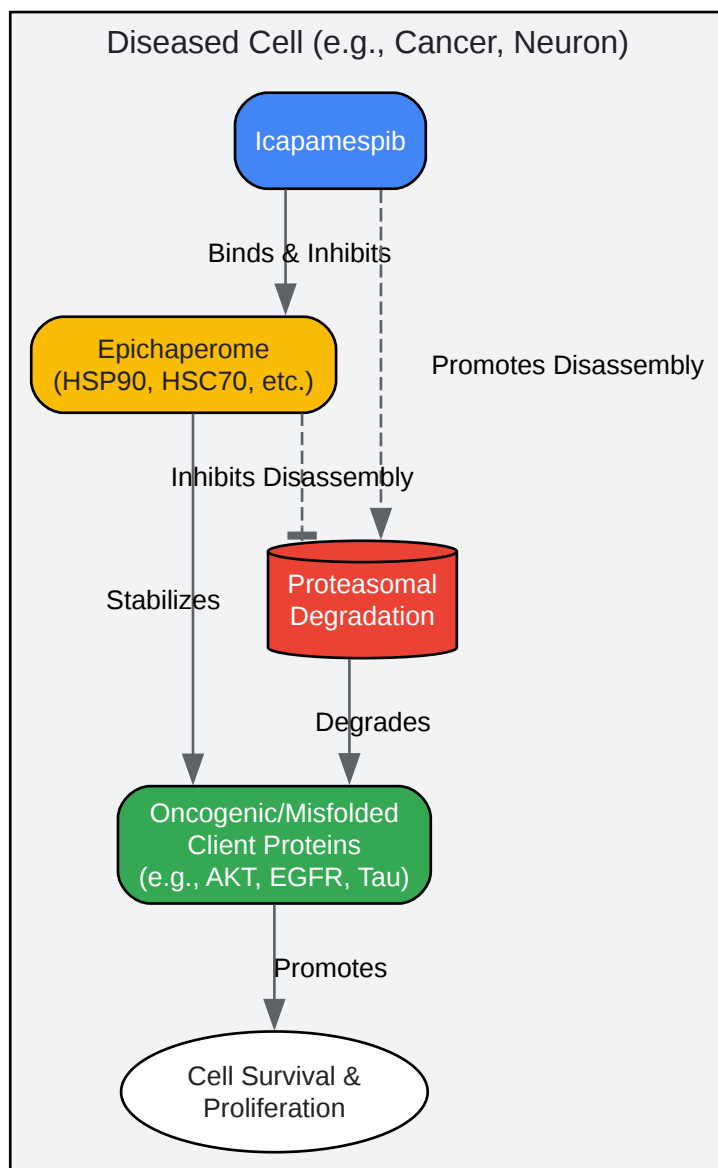 Diseased Cell (e.g., Cancer, Neuron)
Icapamespib
Binds & Inhibits
Epichaperome
(HSP90, HSC70, etc.)
Promotes Disassembly
Inhibits Disassembly
Proteasomal
Degradation
Stabilizes
Degrades
Oncogenic/Misfolded
Client Proteins
(e.g., AKT, EGFR, Tau)
Promotes
Cell Survival &
Proliferation